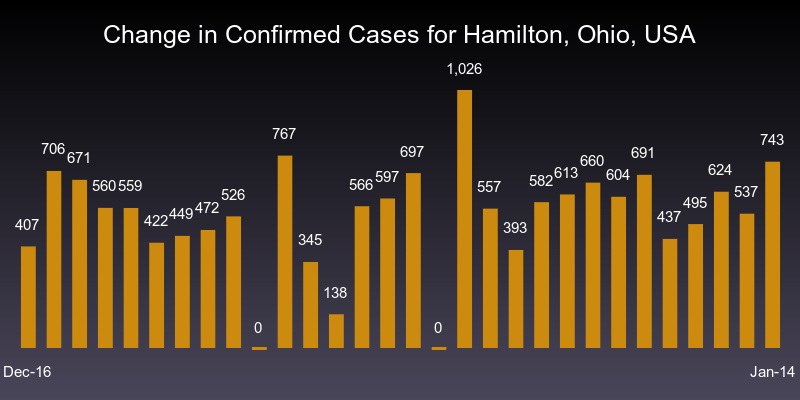 Change in Confirmed Cases for Hamilton, Ohio, USA
407 706 671 560 559 422 449 472 526 0 767 345 138 566 597 697 0 1,026 557 393 582 613 660 604 691 437 495 624 537 743
Dec-16 Jan-14